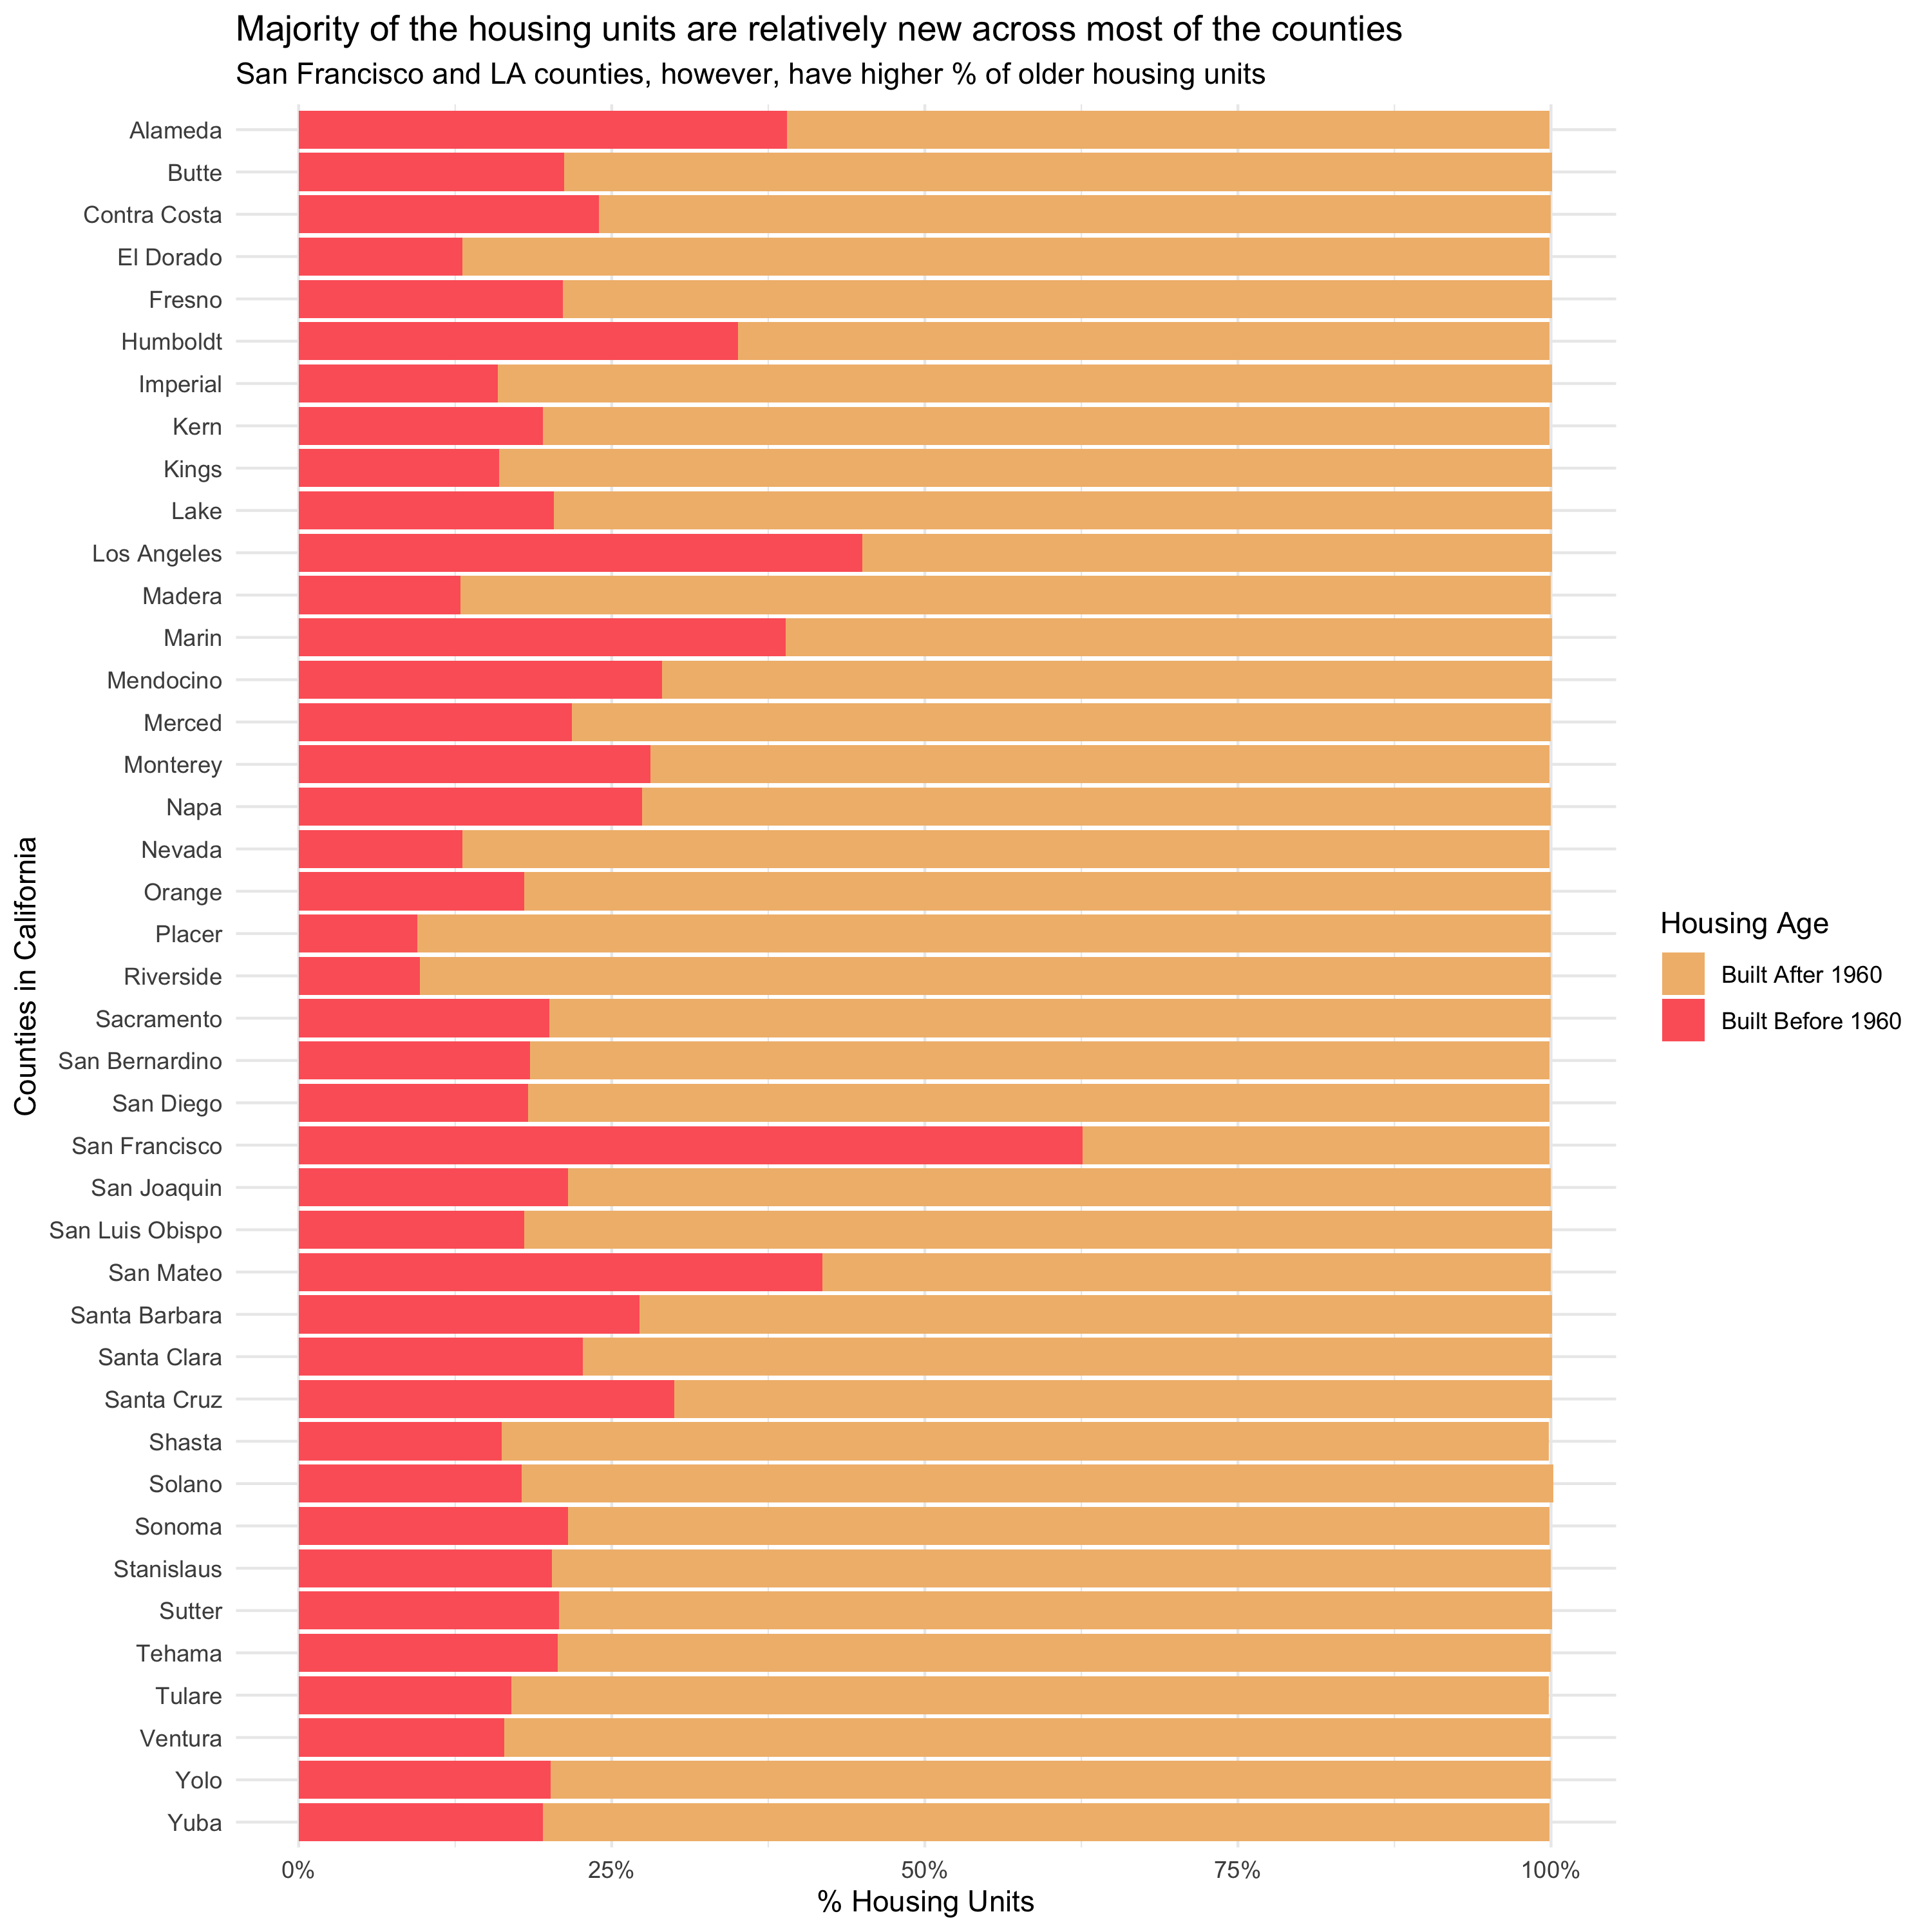 Majority of the housing units are relatively new across most of the counties
San Francisco and LA counties, however, have higher % of older housing units
Counties in California
Alameda
Butte
Contra Costa
El Dorado
Fresno
Humboldt
Imperial
Kern
Kings
Lake
Los Angeles
Madera
Marin
Mendocino
Merced
Monterey
Napa
Nevada
Orange
Placer
Riverside
Sacramento
San Bernardino
San Diego
San Francisco
San Joaquin
San Luis Obispo
San Mateo
Santa Barbara
Santa Clara
Santa Cruz
Shasta
Solano
Sonoma
Stanislaus
Sutter
Tehama
Tulare
Ventura
Yolo
Yuba
0% 25% 50% 75% 100%
% Housing Units
Housing Age
Built After 1960
Built Before 1960